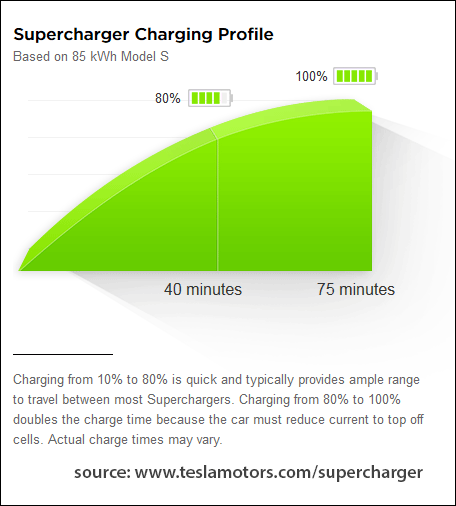 Supercharger Charging Profile
Based on 85 kWh Model S
100%
80%
40 minutes 75 minutes
Charging from 10% to 80% is quick and typically provides ample range
to travel between most Superchargers. Charging from 80% to 100%
doubles the charge time because the car must reduce current to top off
cells. Actual charge times may vary.
source: www.teslamotors.com/supercharger